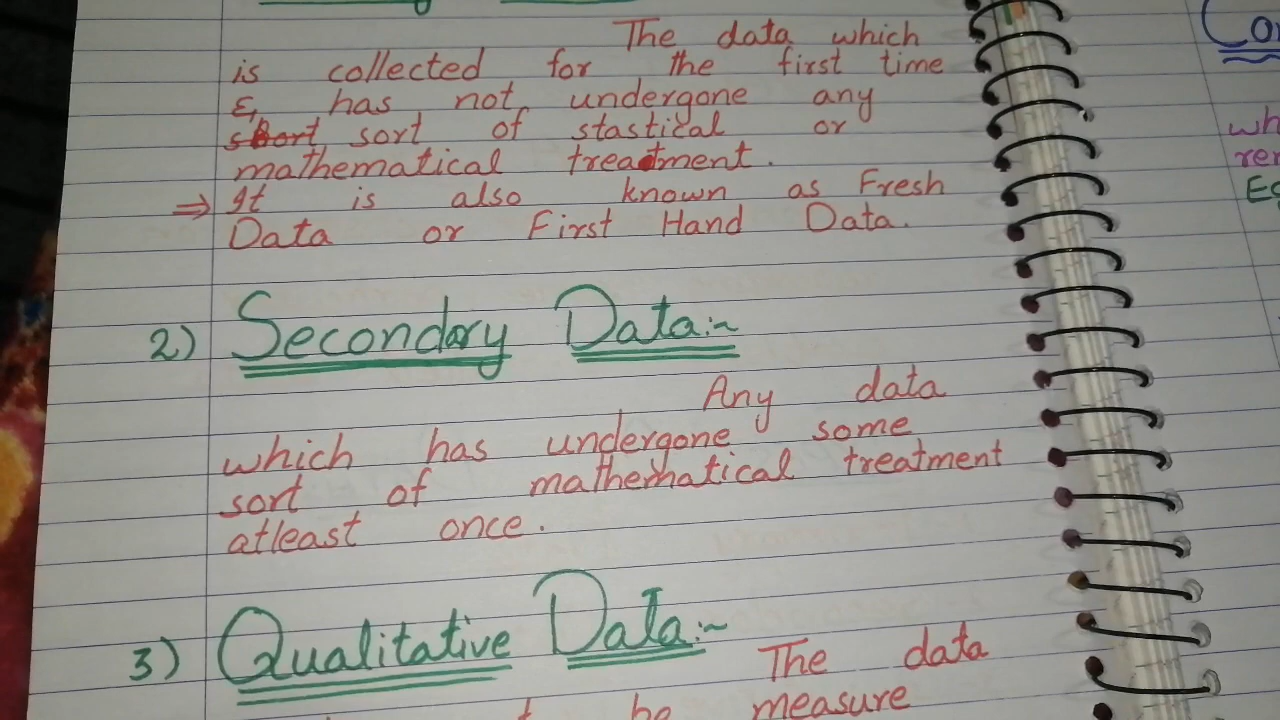 The data which
is collected for the first time
& has not undergone any
sort of stastical or
mathematical treatment.
⇒ It is also known as Fresh
Data or First Hand Data.
2) Secondary Data:~
Any data
which has undergone some
sort of mathematical treatment
atleast once.
3) Qualitative Data:~
The data
be measure